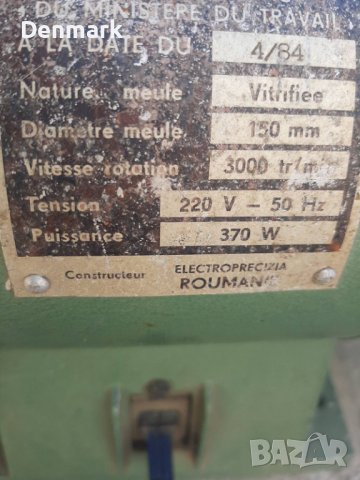 Denmark
DU MINISTERE DU TRAVAIL
A LA DATE DU 4/84
Nature meule Vitrifiee
Diametre meule 150 mm
Vitesse rotation 3000 tr/m
Tension 220 V - 50 Hz
Puissance 370 W
Constructeur ELECTROPRECIZIA
ROUMANIE
BAZAR